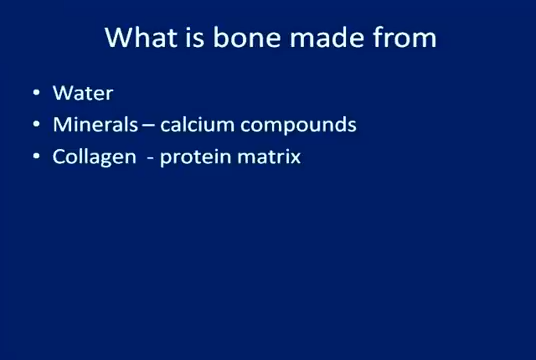 What is bone made from
• Water
• Minerals – calcium compounds
• Collagen - protein matrix